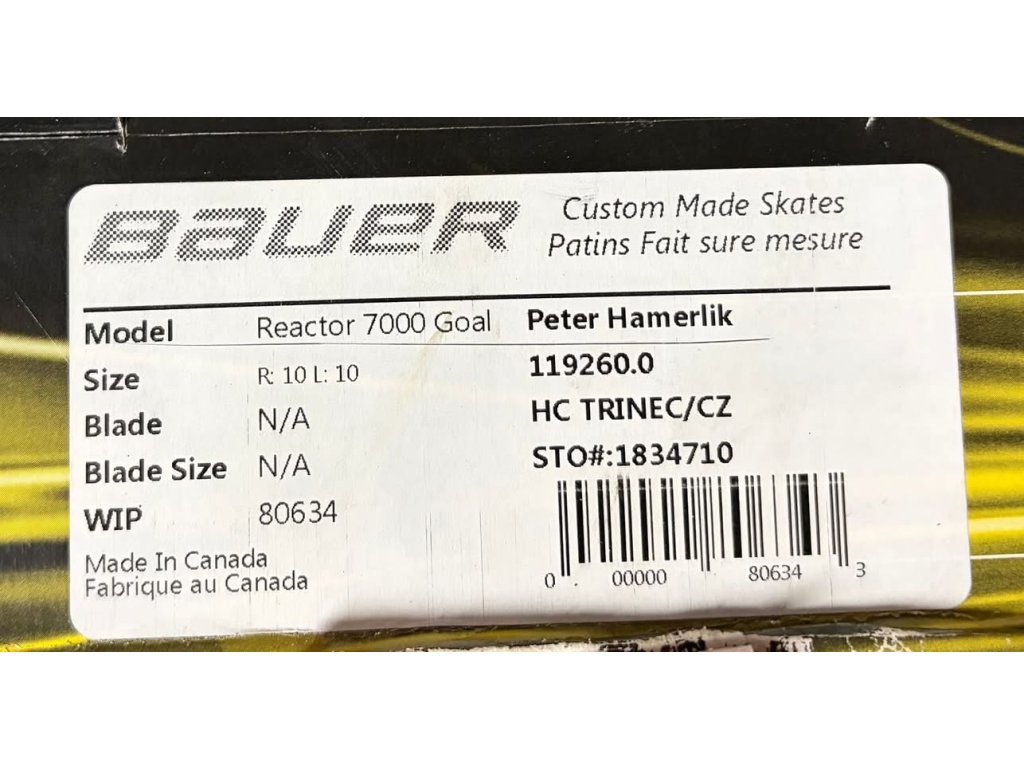 BAUER
Custom Made Skates
Patins Fait sure mesure
Model Reactor 7000 Goal
Size R: 10 L: 10
Blade N/A
Blade Size N/A
WIP 80634
Made In Canada
Fabrique au Canada
Peter Hamerlik
119260.0
HC TRINEC/CZ
STO#:1834710
0 00000 80634 3